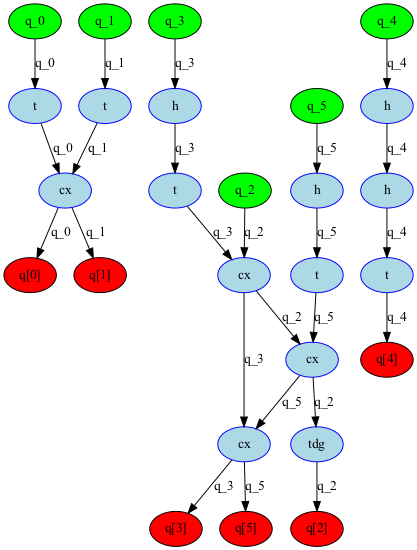 q_0 q_1 q_3 q_4
q_0 q_1 q_3 q_4
t t h q_5 h
q_0 q_1 q_3 q_5 q_4
cx t q_2 h h
q_0 q_1 q_3 q_2 q_5 q_4
q[0] q[1] cx t t
q_2 q_5 q_4
q_3 cx q[4]
q_5 q_2
cx tdg
q_3 q_5 q_2
q[3] q[5] q[2]